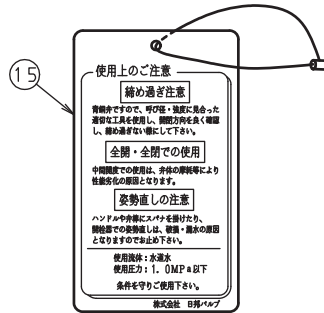 15
使用上のご注意
締め過ぎ注意
青銅弁ですので、呼び径・強度に見合った
適切な工具を使用し、開閉方向を良く確認
し、締め過ぎない様にして下さい。
全開・全閉での使用
中間開度での使用は、弁体の摩耗等により
性能劣化の原因となります。
姿勢直しの注意
ハンドルや弁棒にスパナを掛けたり、
開栓器での姿勢直しは、破損・漏水の原因
となりますのでお止め下さい。
使用流体：水道水
使用圧力：1．0MPa以下
条件を守りご使用下さい。
株式会社 日邦バルブ